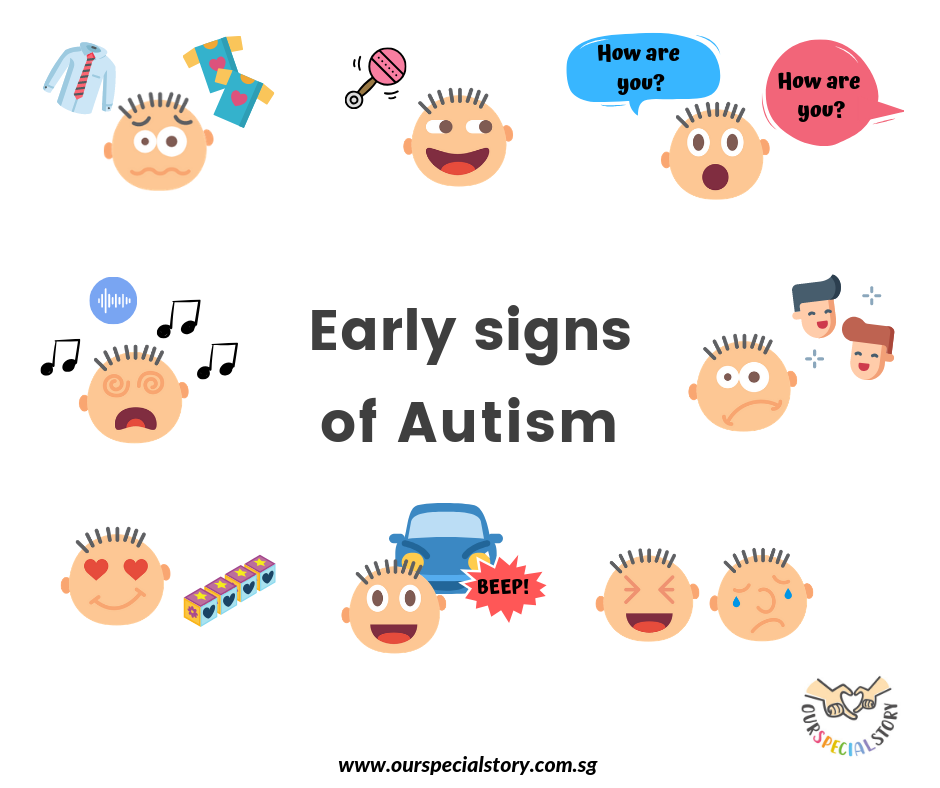 How are
you?
How are
you?
Early signs
of Autism
BEEP!
OURSPECIALSTORY
www.ourspecialstory.com.sg